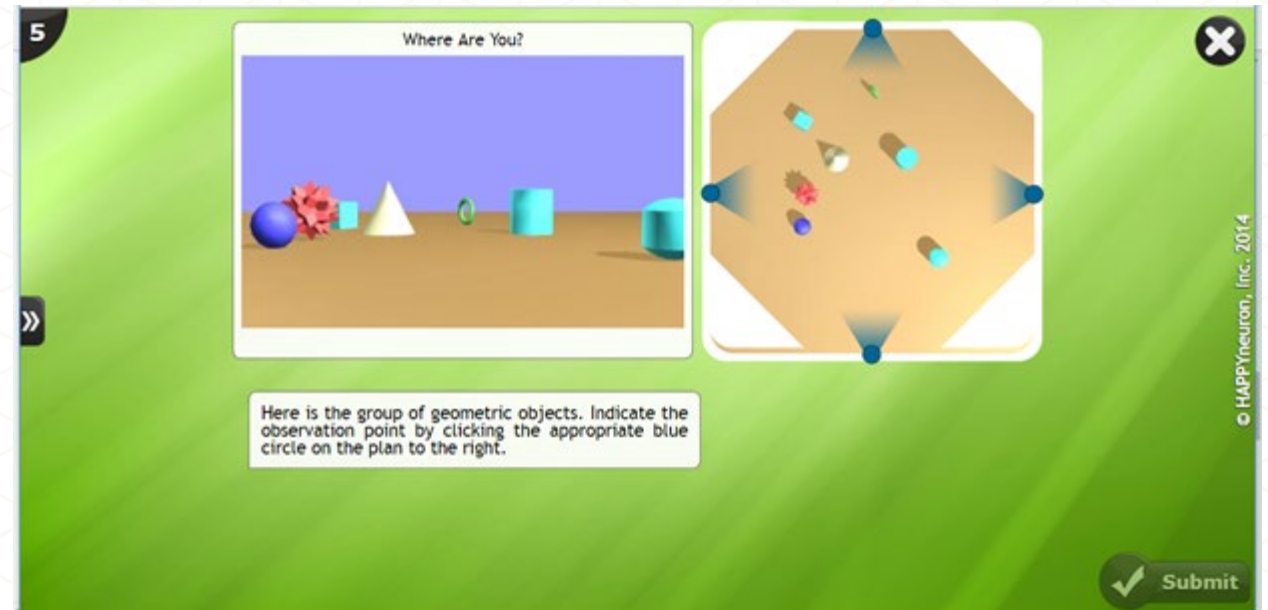 5
Where Are You?
Here is the group of geometric objects. Indicate the
observation point by clicking the appropriate blue
circle on the plan to the right.
© HAPPYneuron, Inc. 2014
Submit